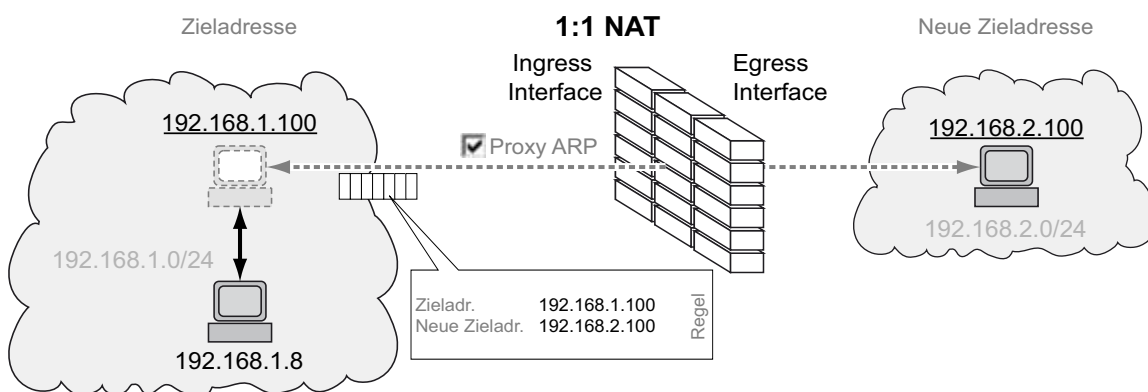 Zieladresse
1:1 NAT
Neue Zieladresse
Ingress
Interface
Egress
Interface
192.168.1.100
Proxy ARP
192.168.2.100
192.168.2.0/24
192.168.1.0/24
192.168.1.8
Zieladr. 192.168.1.100
Neue Zieladr. 192.168.2.100
Regel